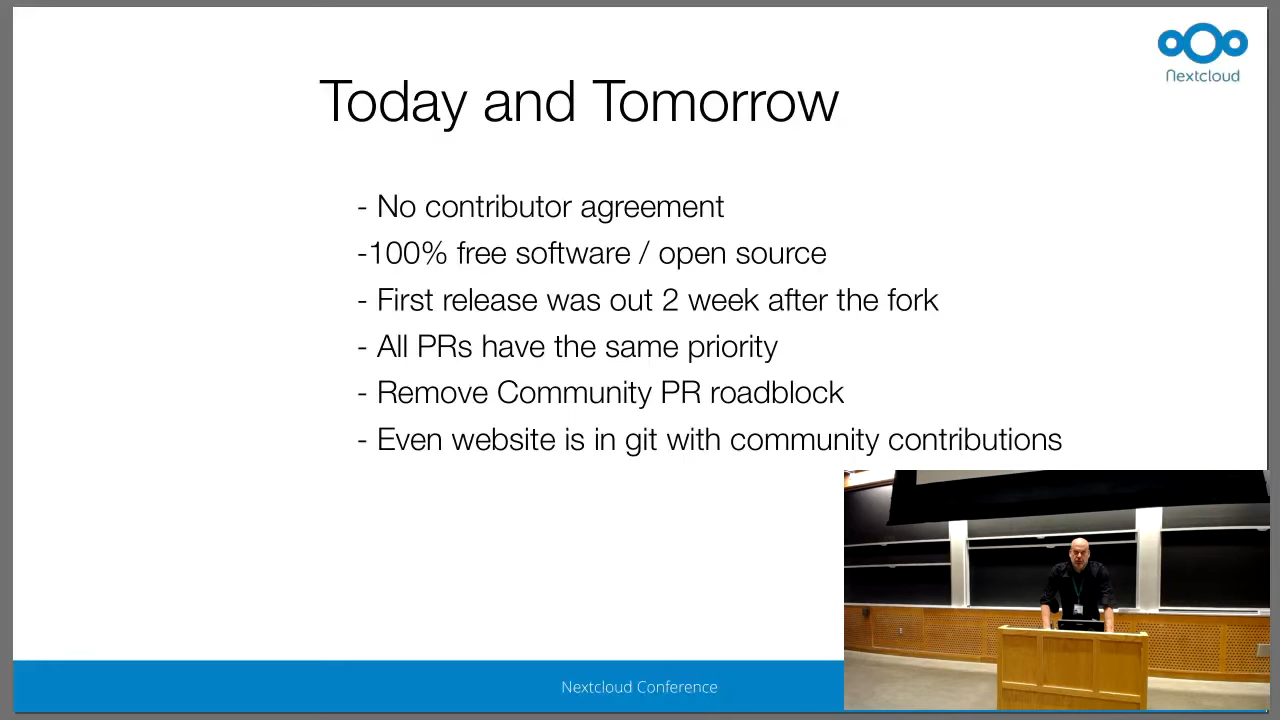 Nextcloud
Today and Tomorrow
- No contributor agreement
-100% free software / open source
- First release was out 2 week after the fork
- All PRs have the same priority
- Remove Community PR roadblock
- Even website is in git with community contributions
Nextcloud Conference